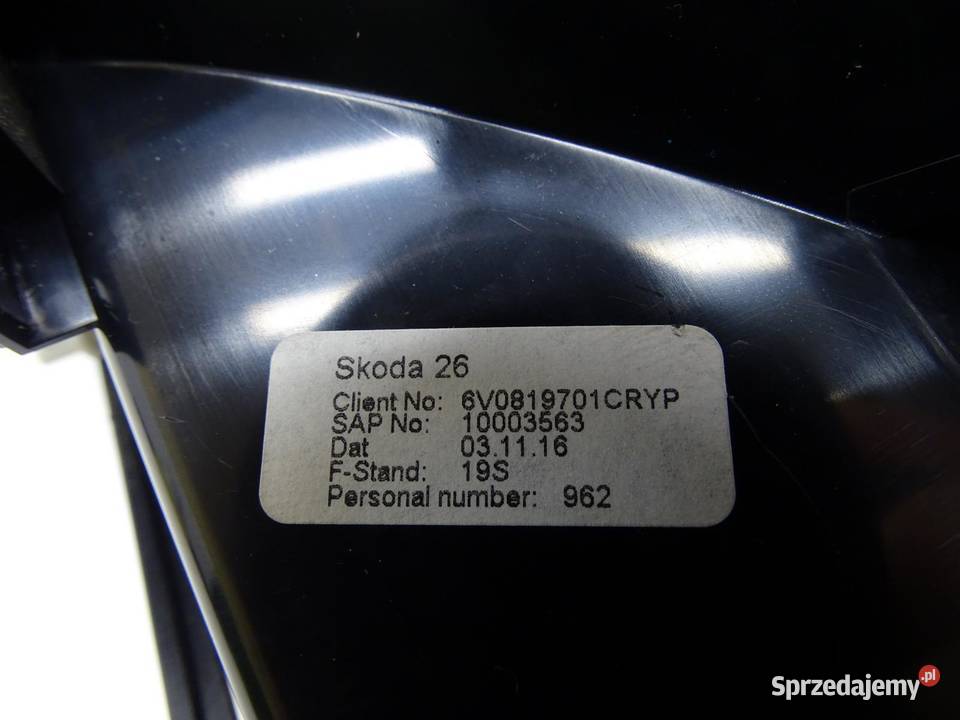 Skoda 26
Client No: 6V0819701CRYP
SAP No: 10003563
Dat 03.11.16
F-Stand: 19S
Personal number: 962
Sprzedajemy.pl